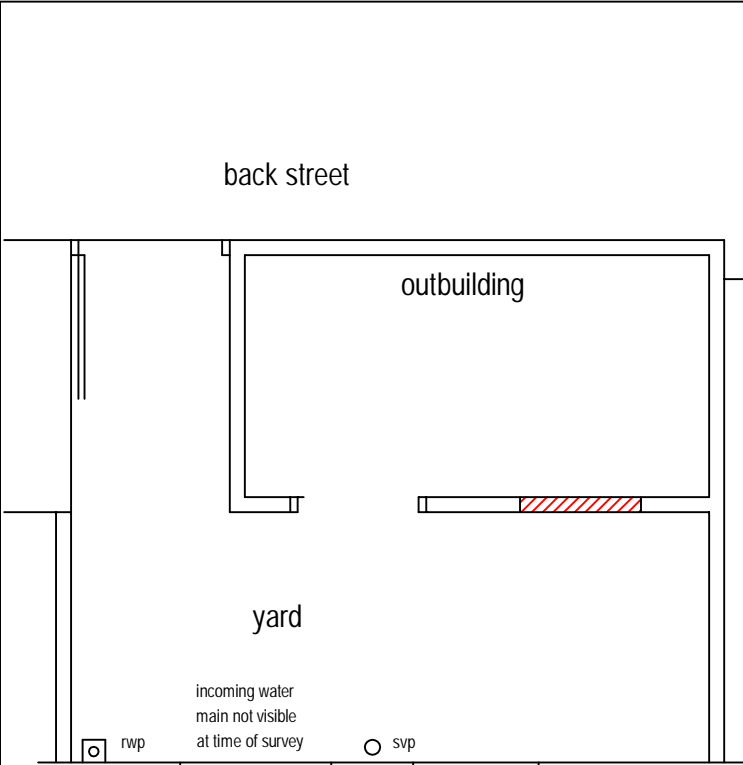 back street
outbuilding
yard
incoming water
main not visible
at time of survey
rwp
svp